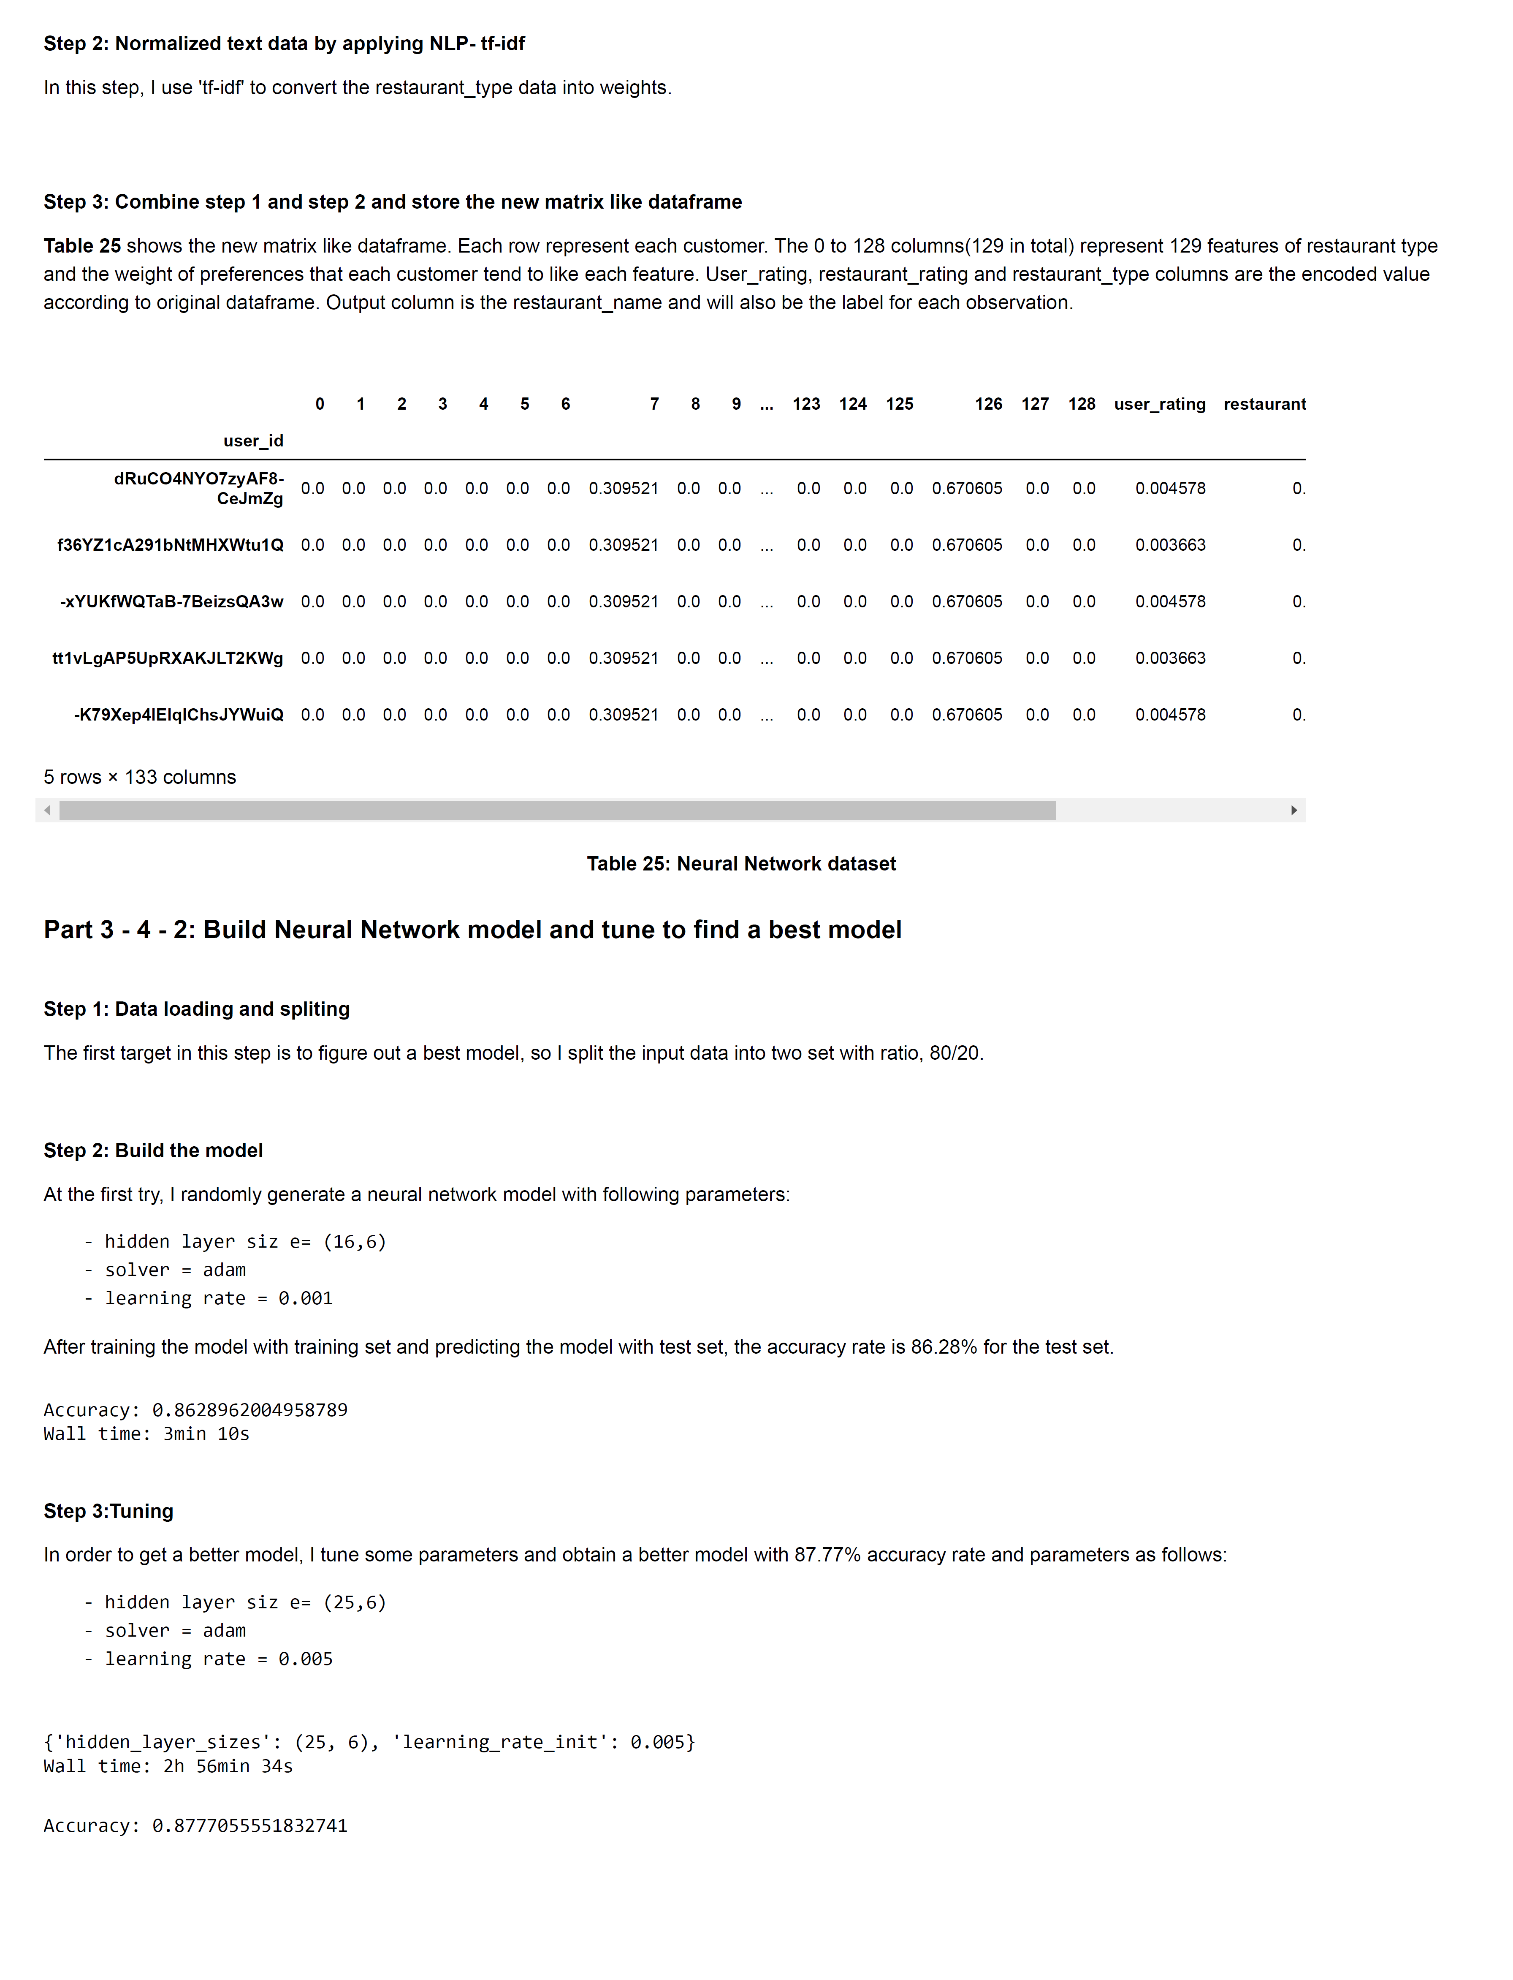 Step 2: Normalized text data by applying NLP- tf-idf
In this step, I use 'tf-idf' to convert the restaurant_type data into weights.
Step 3: Combine step 1 and step 2 and store the new matrix like dataframe
Table 25 shows the new matrix like dataframe. Each row represent each customer. The 0 to 128 columns(129 in total) represent 129 features of restaurant type
and the weight of preferences that each customer tend to like each feature. User_rating, restaurant_rating and restaurant_type columns are the encoded value
according to original dataframe. Output column is the restaurant_name and will also be the label for each observation.
0 1 2 3 4 5 6 7 8 9 ... 123 124 125 126 127 128 user_rating restaurant
user_id
dRuCO4NYO7zyAF8-
CeJmZg 0.0 0.0 0.0 0.0 0.0 0.0 0.0 0.309521 0.0 0.0 ... 0.0 0.0 0.0 0.670605 0.0 0.0 0.004578 0.
f36YZ1cA291bNtMHXWtu1Q 0.0 0.0 0.0 0.0 0.0 0.0 0.0 0.309521 0.0 0.0 ... 0.0 0.0 0.0 0.670605 0.0 0.0 0.003663 0.
-xYUKfWQTaB-7BeizsQA3w 0.0 0.0 0.0 0.0 0.0 0.0 0.0 0.309521 0.0 0.0 ... 0.0 0.0 0.0 0.670605 0.0 0.0 0.004578 0.
tt1vLgAP5UpRXAKJLT2KWg 0.0 0.0 0.0 0.0 0.0 0.0 0.0 0.309521 0.0 0.0 ... 0.0 0.0 0.0 0.670605 0.0 0.0 0.003663 0.
-K79Xep4IEIqIChsJYWuiQ 0.0 0.0 0.0 0.0 0.0 0.0 0.0 0.309521 0.0 0.0 ... 0.0 0.0 0.0 0.670605 0.0 0.0 0.004578 0.
5 rows × 133 columns
Table 25: Neural Network dataset
Part 3 - 4 - 2: Build Neural Network model and tune to find a best model
Step 1: Data loading and spliting
The first target in this step is to figure out a best model, so I split the input data into two set with ratio, 80/20.
Step 2: Build the model
At the first try, I randomly generate a neural network model with following parameters:
- hidden layer siz e= (16,6)
- solver = adam
- learning rate = 0.001
After training the model with training set and predicting the model with test set, the accuracy rate is 86.28% for the test set.
Accuracy: 0.8628962004958789
Wall time: 3min 10s
Step 3:Tuning
In order to get a better model, I tune some parameters and obtain a better model with 87.77% accuracy rate and parameters as follows:
- hidden layer siz e= (25,6)
- solver = adam
- learning rate = 0.005
{'hidden_layer_sizes': (25, 6), 'learning_rate_init': 0.005}
Wall time: 2h 56min 34s
Accuracy: 0.8777055551832741